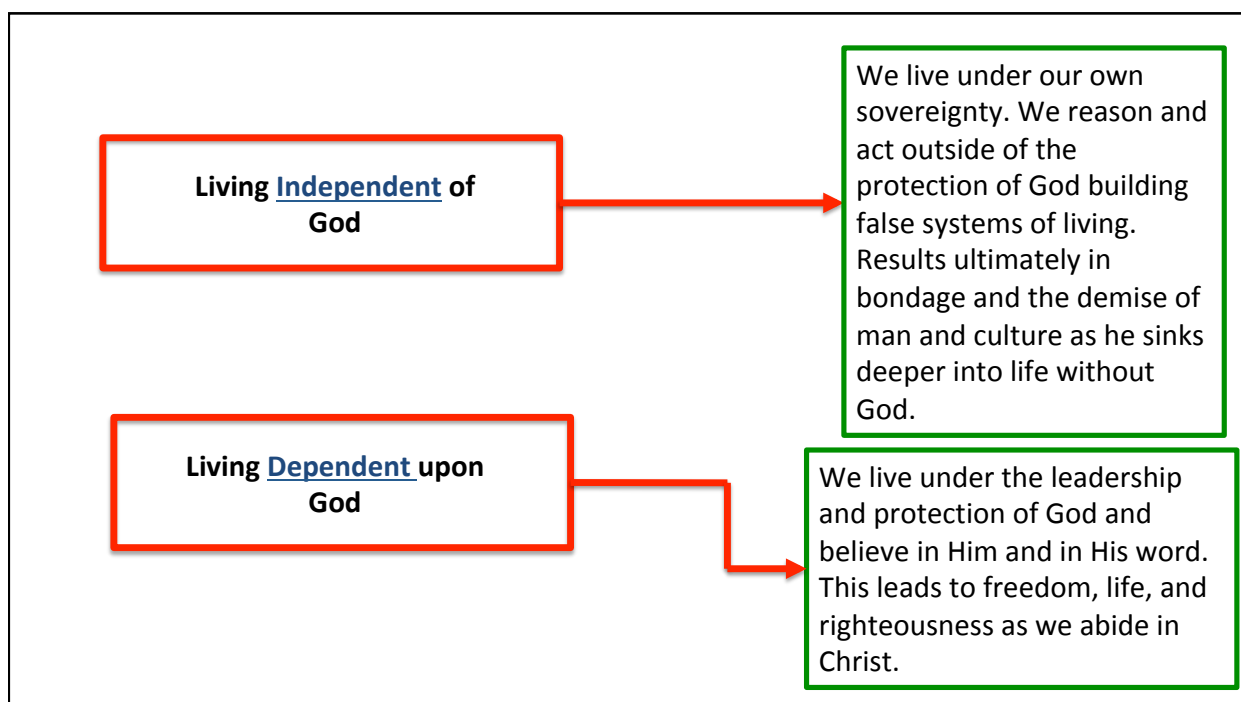 Living Independent of
God
We live under our own
sovereignty. We reason and
act outside of the
protection of God building
false systems of living.
Results ultimately in
bondage and the demise of
man and culture as he sinks
deeper into life without
God.
Living Dependent upon
God
We live under the leadership
and protection of God and
believe in Him and in His word.
This leads to freedom, life, and
righteousness as we abide in
Christ.